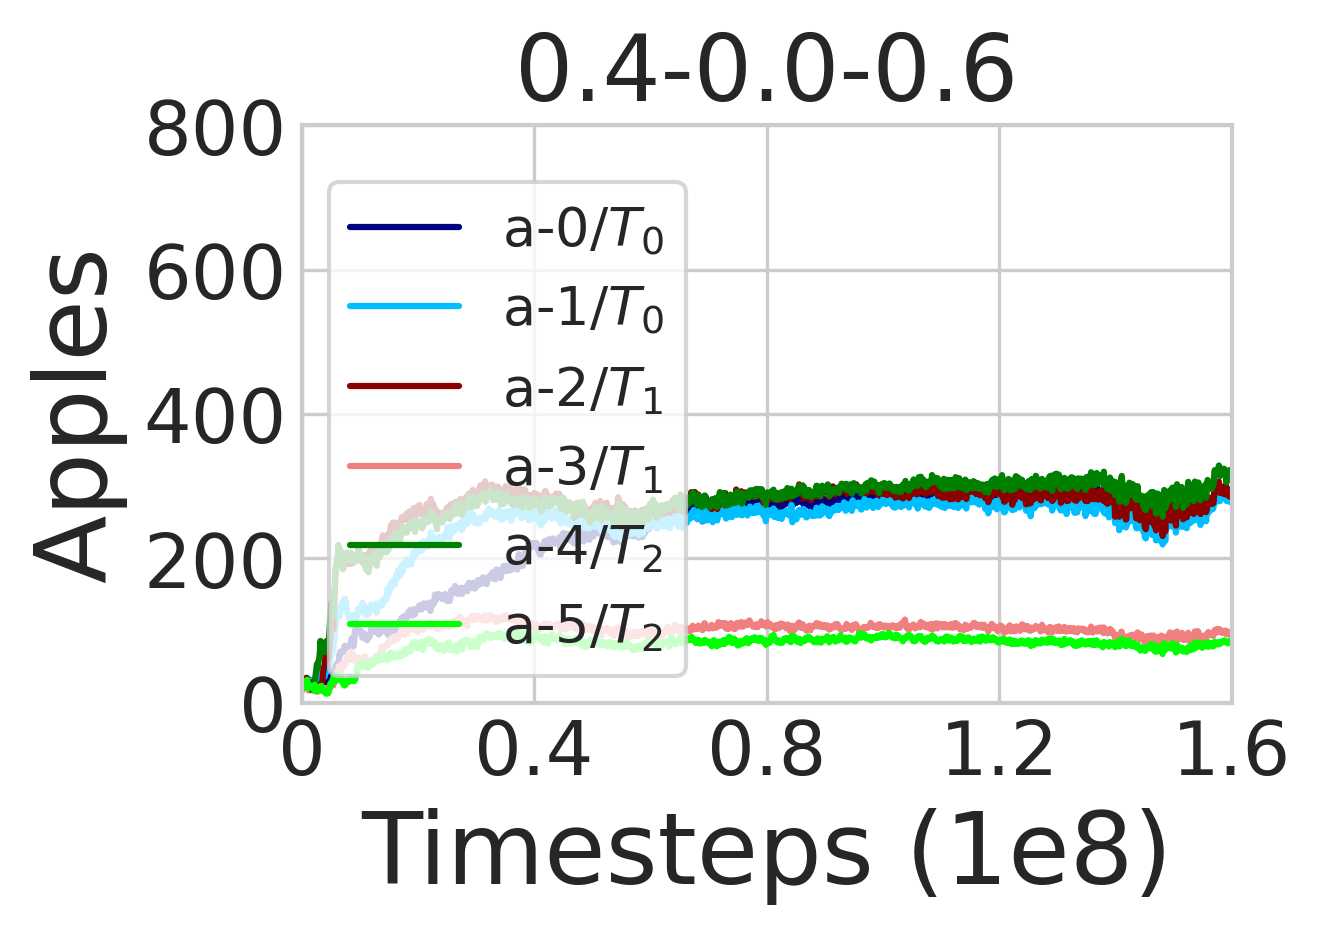 0.4-0.0-0.6
800
600
400
200
0
Apples
a-0/T₀
a-1/T₀
a-2/T₁
a-3/T₁
a-4/T₂
a-5/T₂
0 0.4 0.8 1.2 1.6
Timesteps (1e8)